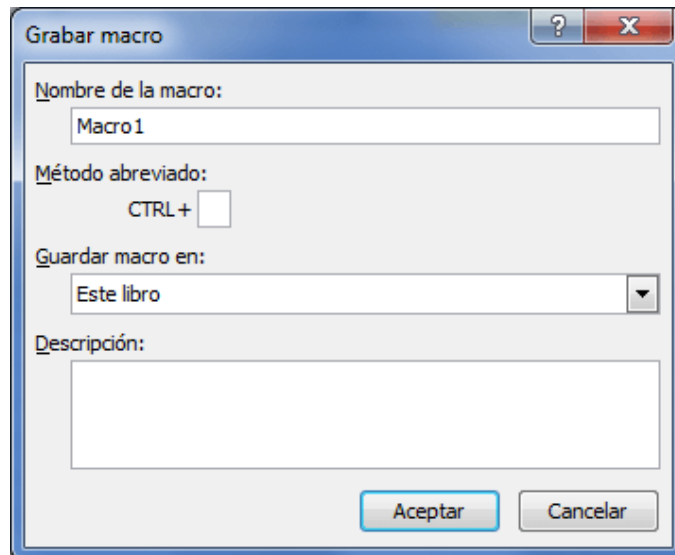 Grabar macro
?
X
Nombre de la macro:
Macro1
Método abreviado:
CTRL+
Guardar macro en:
Este libro
Descripción:
Aceptar Cancelar